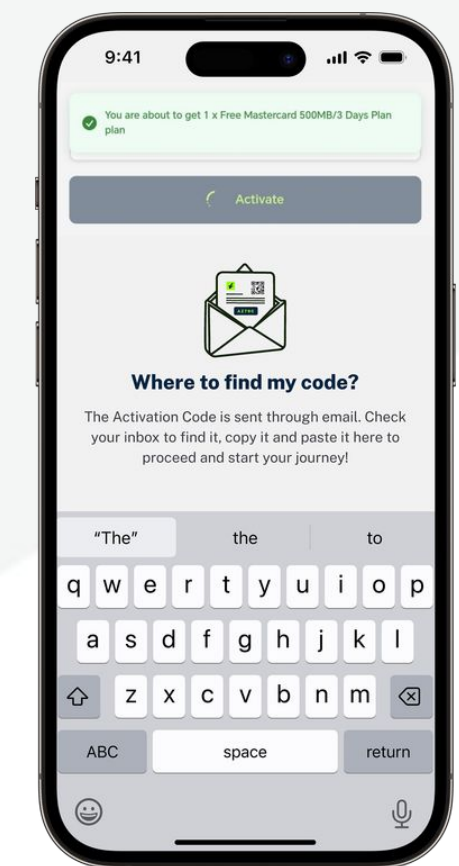 9:41
You are about to get 1 x Free Mastercard 500MB/3 Days Plan
plan
Activate
Where to find my code?
The Activation Code is sent through email. Check
your inbox to find it, copy it and paste it here to
proceed and start your journey!
"The" the to
q w e r t y u i o p
a s d f g h j k l
z x c v b n m
ABC space return